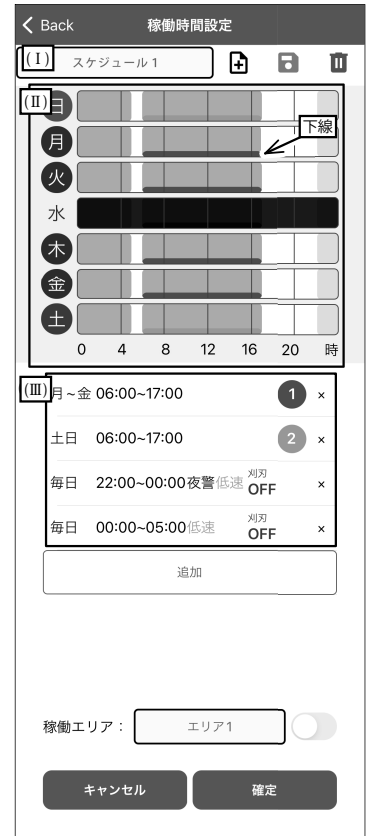 Back 稼働時間設定
(I) スケジュール 1
(II) 日
下線
月
火
水
木
金
土
0 4 8 12 16 20 時
(III) 月~金 06:00~17:00 1 ×
土日 06:00~17:00 2 ×
毎日 22:00~00:00 夜警 低速 刈刃 OFF ×
毎日 00:00~05:00 低速 刈刃 OFF ×
追加
稼働エリア： エリア1
キャンセル 確定